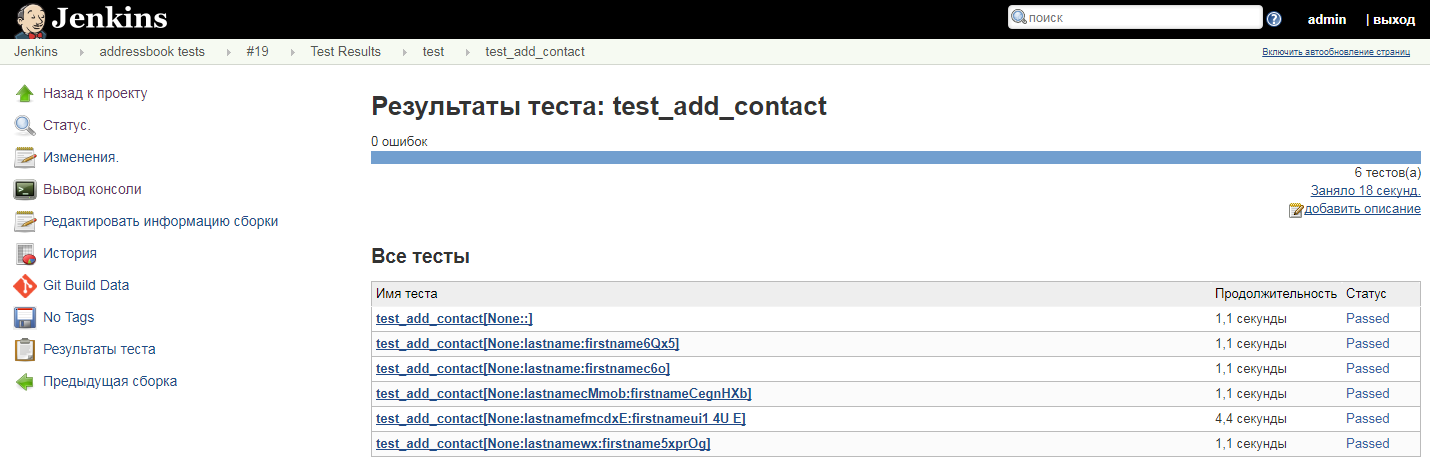 Jenkins
поиск
admin | выход
Jenkins addressbook tests #19 Test Results test test_add_contact
Включить автообновление страниц
Назад к проекту
Статус.
Изменения.
Вывод консоли
Редактировать информацию сборки
История
Git Build Data
No Tags
Результаты теста
Предыдущая сборка
Результаты теста: test_add_contact
0 ошибок
6 тестов(а)
Заняло 18 секунд.
добавить описание
Все тесты
Имя теста Продолжительность Статус
test_add_contact[None::] 1,1 секунды Passed
test_add_contact[None:lastname:firstname6Qx5] 1,1 секунды Passed
test_add_contact[None:lastname:firstnamec6o] 1,1 секунды Passed
test_add_contact[None:lastnamecMmob:firstnameCegnHXb] 1,1 секунды Passed
test_add_contact[None:lastnamefmcdxE:firstnameui1 4U E] 4,4 секунды Passed
test_add_contact[None:lastnamewx:firstname5xprOg] 1,1 секунды Passed